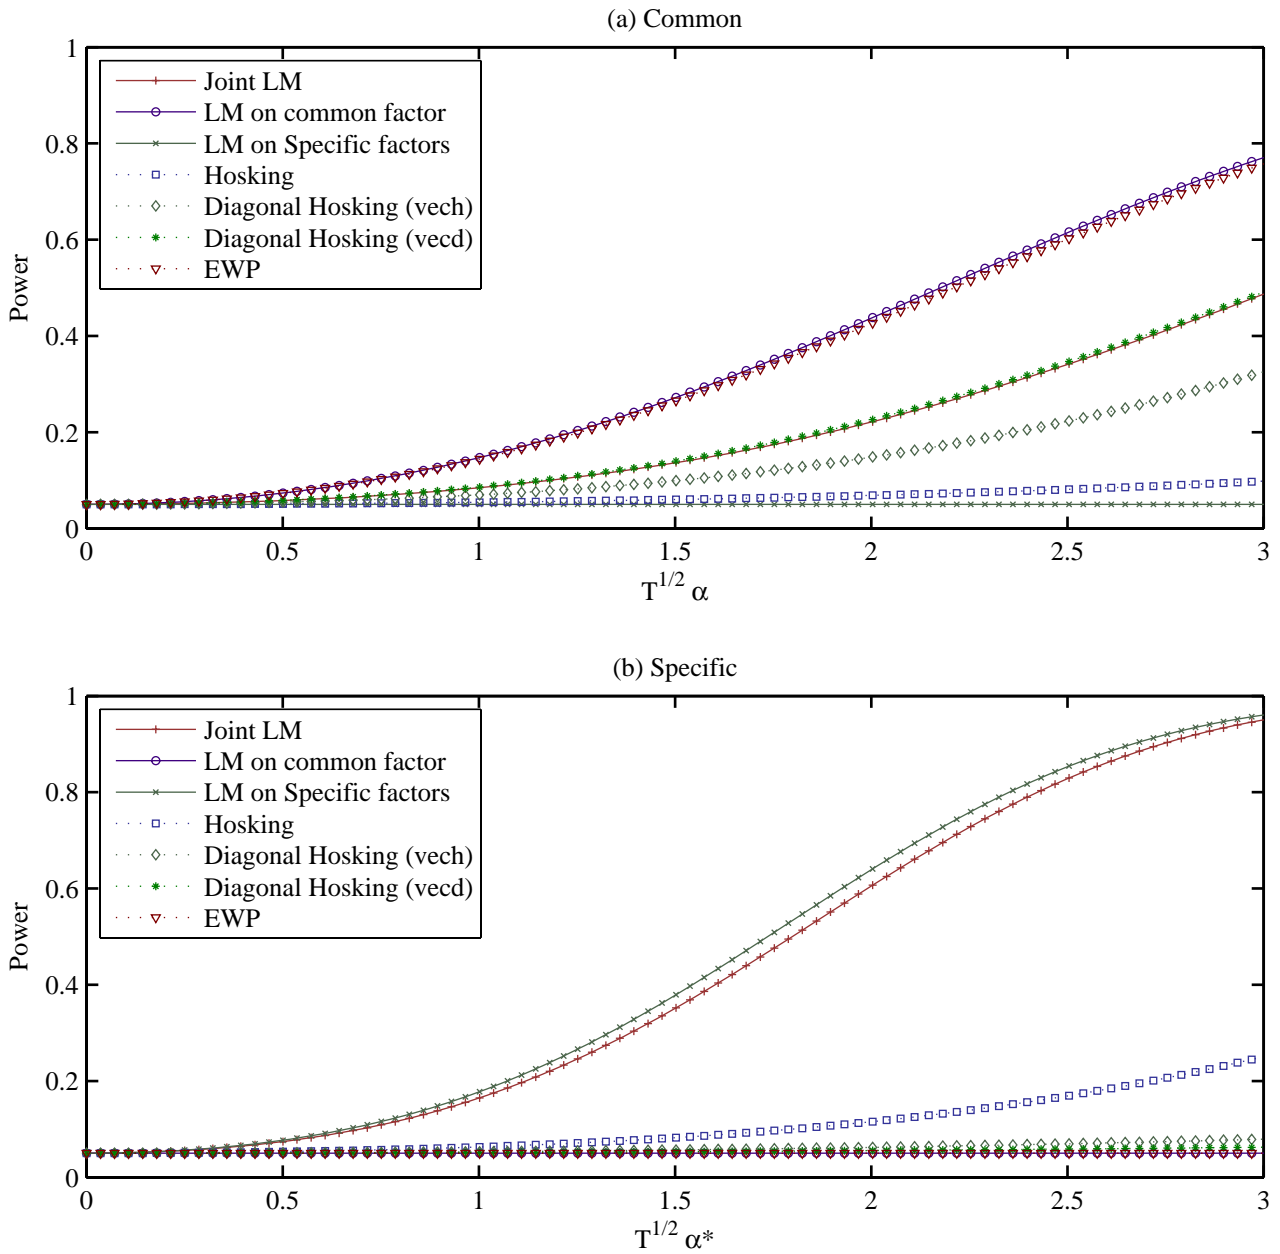 (a) Common
1
0.8
0.6
0.4
0.2
0
Power
Joint LM
LM on common factor
LM on Specific factors
Hosking
Diagonal Hosking (vech)
Diagonal Hosking (vecd)
EWP
0 0.5 1 1.5 2 2.5 3
T^{1/2} α
(b) Specific
1
0.8
0.6
0.4
0.2
0
Power
Joint LM
LM on common factor
LM on Specific factors
Hosking
Diagonal Hosking (vech)
Diagonal Hosking (vecd)
EWP
0 0.5 1 1.5 2 2.5 3
T^{1/2} α*